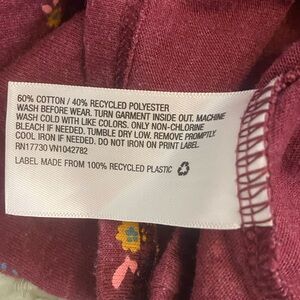 60% COTTON / 40% RECYCLED POLYESTER
WASH BEFORE WEAR. TURN GARMENT INSIDE OUT. MACHINE
WASH COLD WITH LIKE COLORS. ONLY NON-CHLORINE
BLEACH IF NEEDED. TUMBLE DRY LOW. REMOVE PROMPTLY.
COOL IRON IF NEEDED. DO NOT IRON ON PRINT LABEL.
RN17730 VN1042782
LABEL MADE FROM 100% RECYCLED PLASTIC